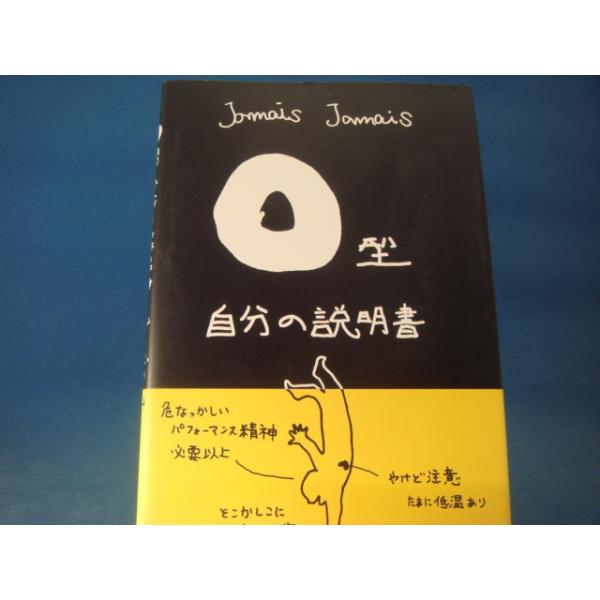 Jamais Jamais
O型
自分の説明書
危なっかしい
パフォーマンス精神
必要以上
やけど注意
たまに低温あり
そこかしこに